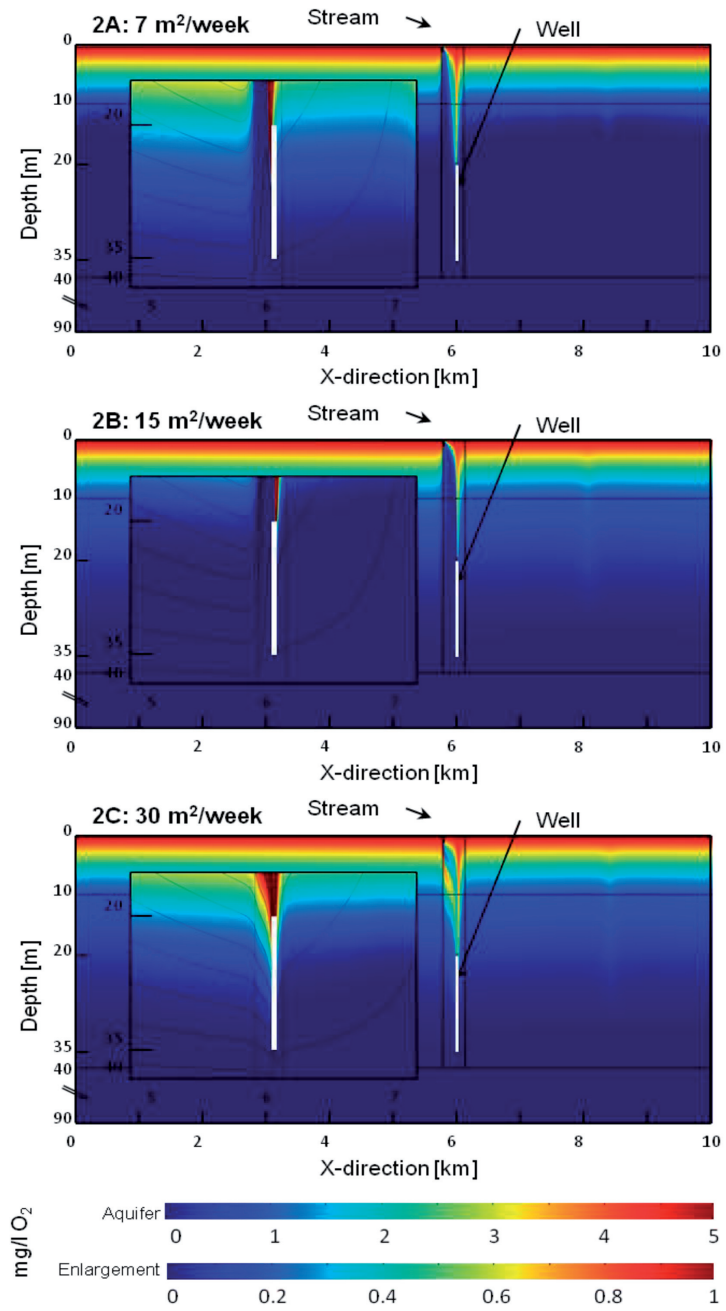 2A: 7 m²/week
Stream
Well
0
10
20
35
40
90
Depth [m]
20
35
40
5
6
7
0
2
4
6
8
10
X-direction [km]
2B: 15 m²/week
Stream
Well
0
10
20
35
40
90
Depth [m]
20
35
40
5
6
7
0
2
4
6
8
10
X-direction [km]
2C: 30 m²/week
Stream
Well
0
10
20
35
40
90
Depth [m]
20
35
40
5
6
7
0
2
4
6
8
10
X-direction [km]
mg/l O₂
Aquifer
0 1 2 3 4 5
Enlargement
0 0.2 0.4 0.6 0.8 1